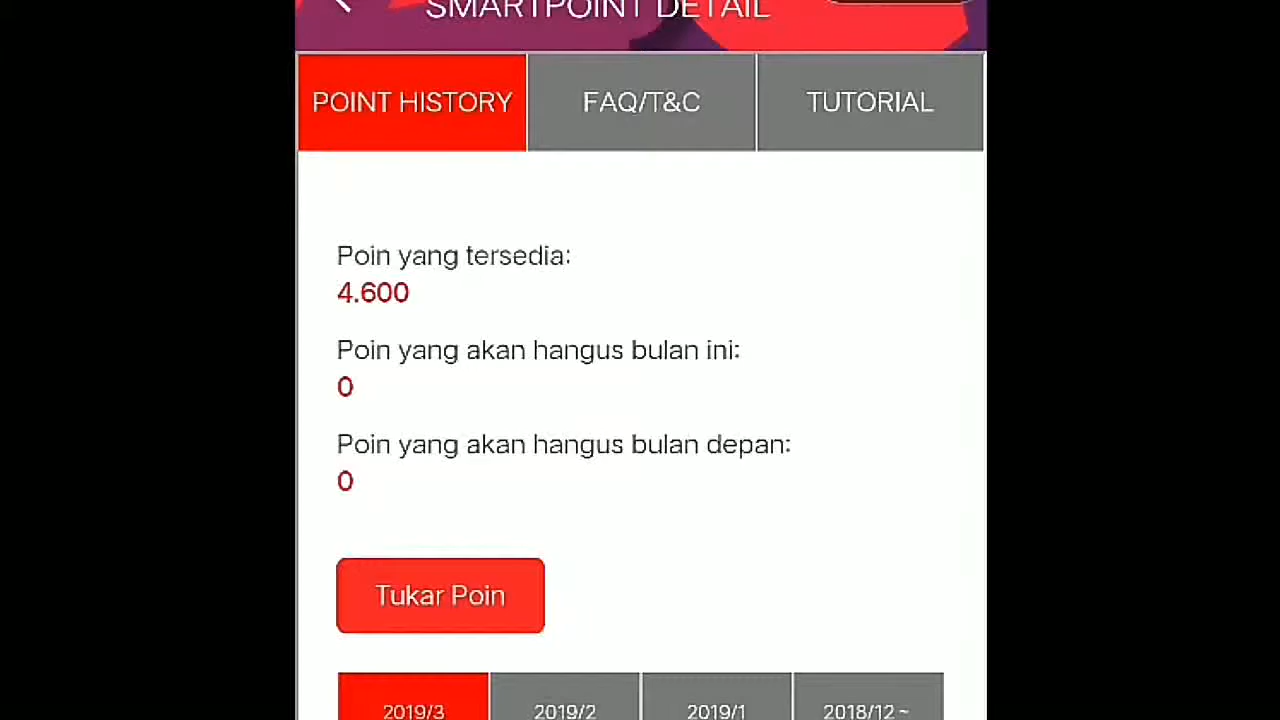 SMARTPOINT DETAIL
POINT HISTORY FAQ/T&C TUTORIAL
Poin yang tersedia:
4.600
Poin yang akan hangus bulan ini:
0
Poin yang akan hangus bulan depan:
0
Tukar Poin
2019/3 2019/2 2019/1 2018/12 ~